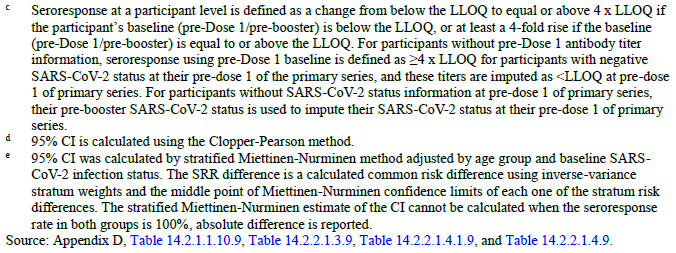 c Seroresponse at a participant level is defined as a change from below the LLOQ to equal or above 4 x LLOQ if
the participant's baseline (pre-Dose 1/pre-booster) is below the LLOQ, or at least a 4-fold rise if the baseline
(pre-Dose 1/pre-booster) is equal to or above the LLOQ. For participants without pre-Dose 1 antibody titer
information, seroresponse using pre-Dose 1 baseline is defined as ≥4 x LLOQ for participants with negative
SARS-CoV-2 status at their pre-dose 1 of the primary series, and these titers are imputed as <LLOQ at pre-dose
1 of primary series. For participants without SARS-CoV-2 status information at pre-dose 1 of primary series,
their pre-booster SARS-CoV-2 status is used to impute their SARS-CoV-2 status at their pre-dose 1 of primary
series.
d 95% CI is calculated using the Clopper-Pearson method.
e 95% CI was calculated by stratified Miettinen-Nurminen method adjusted by age group and baseline SARS-
CoV-2 infection status. The SRR difference is a calculated common risk difference using inverse-variance
stratum weights and the middle point of Miettinen-Nurminen confidence limits of each one of the stratum risk
differences. The stratified Miettinen-Nurminen estimate of the CI cannot be calculated when the seroresponse
rate in both groups is 100%, absolute difference is reported.
Source: Appendix D, Table 14.2.1.1.10.9, Table 14.2.2.1.3.9, Table 14.2.2.1.4.1.9, and Table 14.2.2.1.4.9.